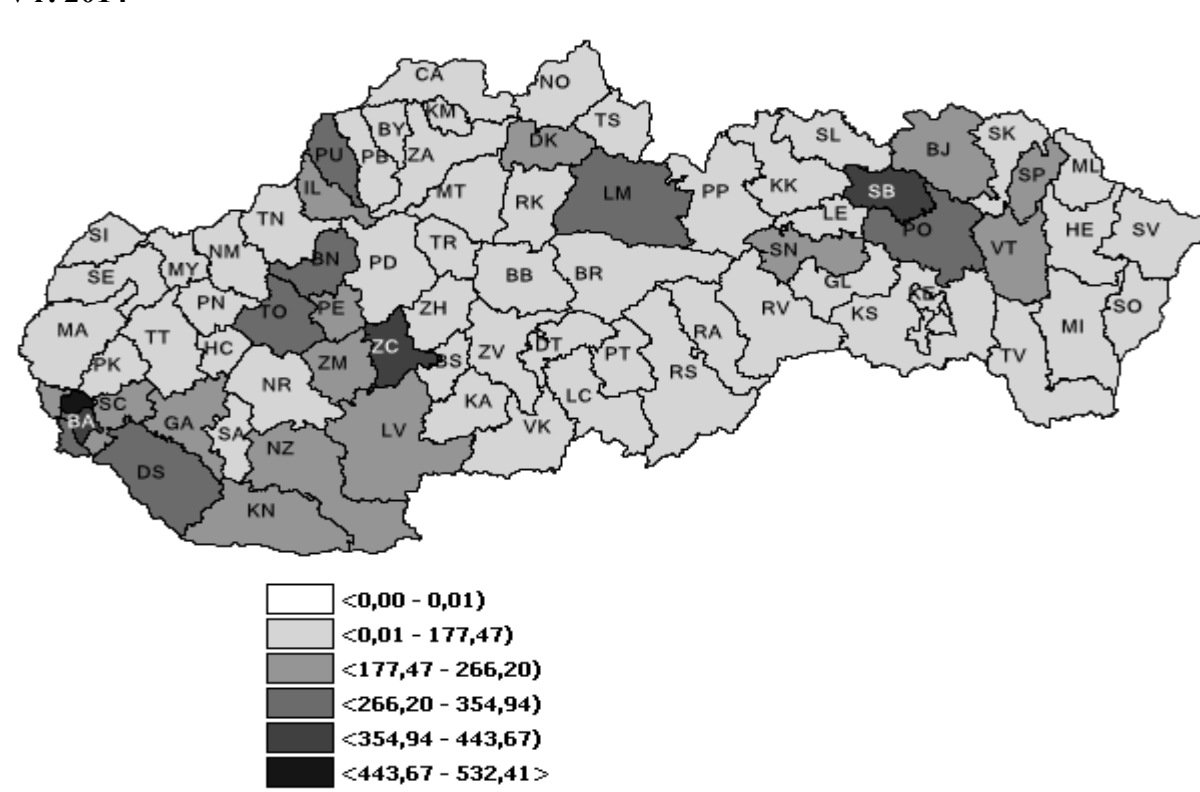 CA NO
KM TS
BY DK SL SK
PU PB ZA BJ ML
IL MT RK LM PP KK SB SP
TN LE
SI TR PO HE SV
NM SN VT
SE MY BN PD BB BR GL
PN ZH RV KE SO
MA TT TO PE KS MI
HC ZC DT RA
PK ZM BS ZV PT TV
NR RS
SC KA LC
BA GA SA LV VK
NZ
DS
KN
<0,00 - 0,01)
<0,01 - 177,47)
<177,47 - 266,20)
<266,20 - 354,94)
<354,94 - 443,67)
<443,67 - 532,41>